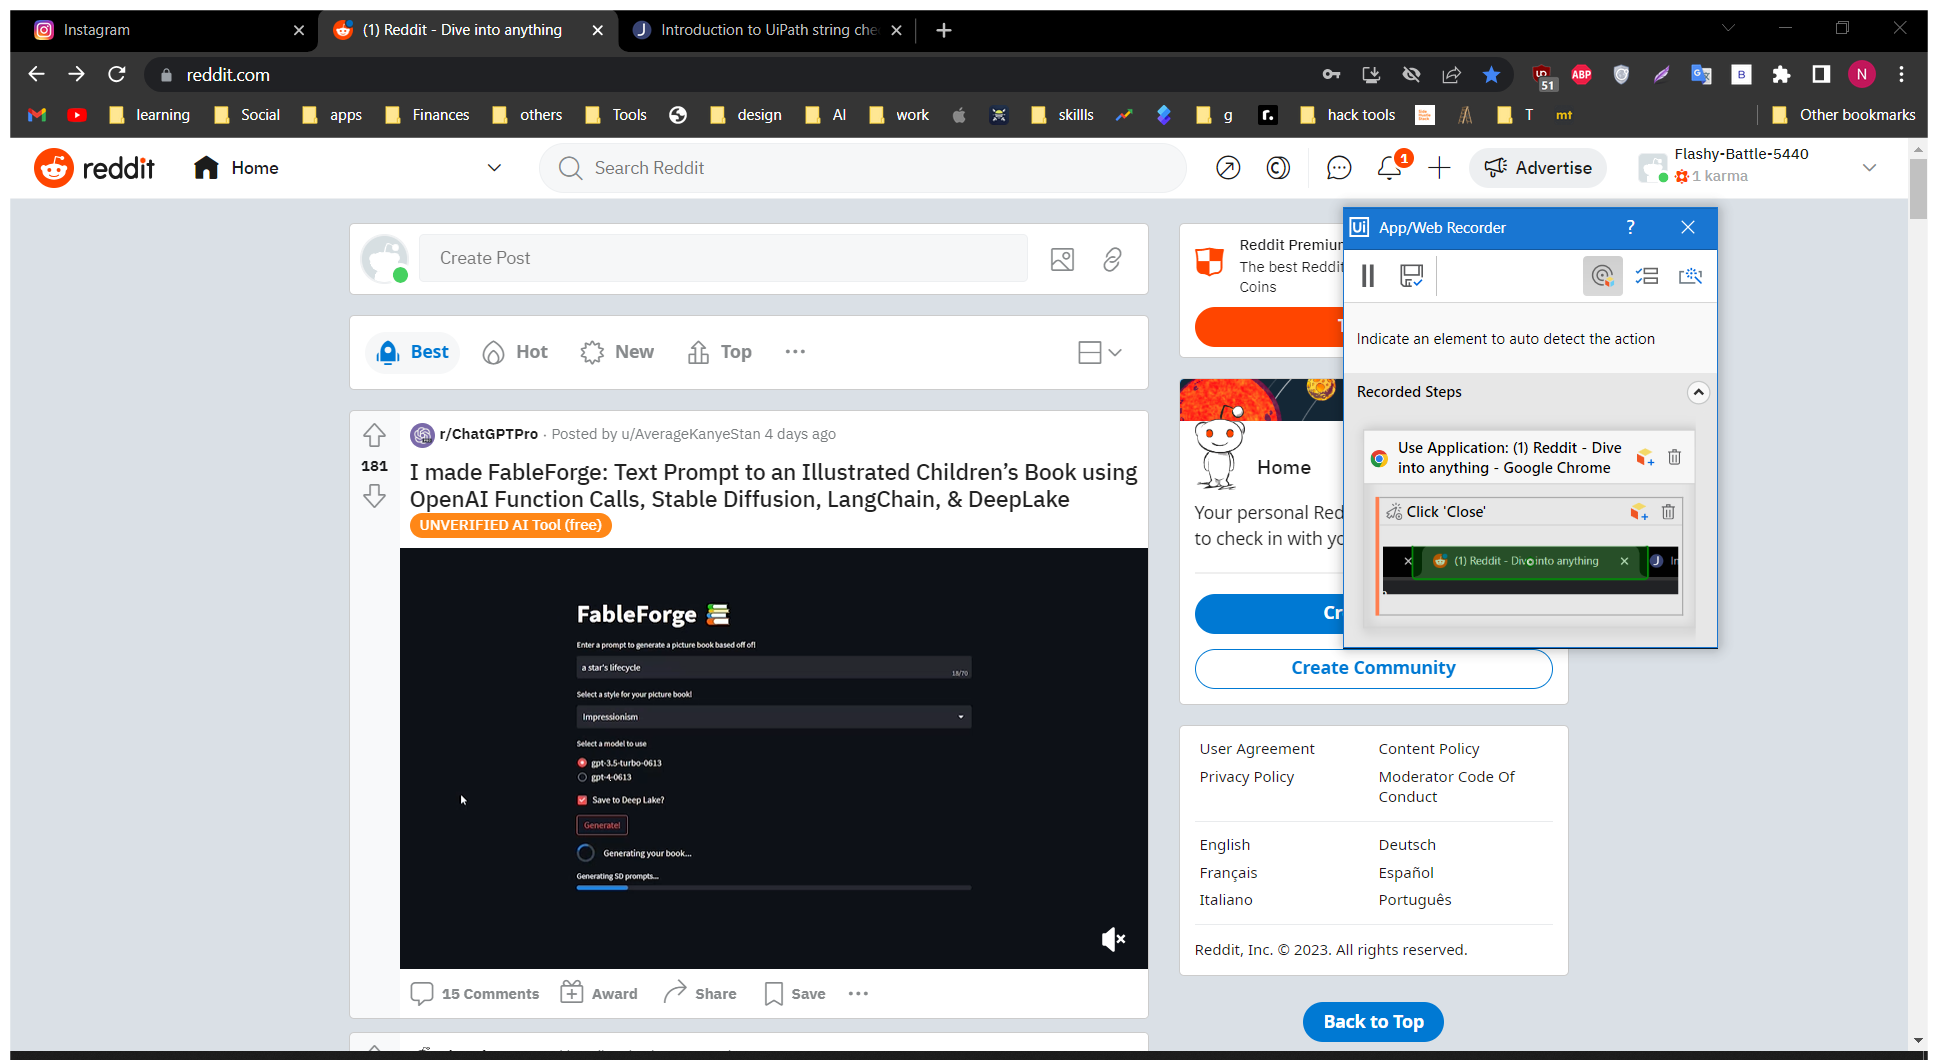 Instagram
(1) Reddit - Dive into anything
Introduction to UiPath string che
reddit.com
51
ABP
B
N
learning
Social
apps
Finances
others
Tools
design
AI
work
skillls
g
hack tools
T
mt
Other bookmarks
reddit
Home
Search Reddit
1
Advertise
Flashy-Battle-5440
1 karma
Create Post
Best
Hot
New
Top
181
r/ChatGPTPro · Posted by u/AverageKanyeStan 4 days ago
I made FableForge: Text Prompt to an Illustrated Children’s Book using
OpenAI Function Calls, Stable Diffusion, LangChain, & DeepLake
UNVERIFIED AI Tool (free)
FableForge
Enter a prompt to generate a picture book based off of!
a star's lifecycle
18/70
Select a style for your picture book!
Impressionism
Select a model to use
gpt-3.5-turbo-0613
gpt-4-0613
Save to Deep Lake?
Generate!
Generating your book...
Generating SD prompts...
15 Comments
Award
Share
Save
Reddit Premium
The best Reddit
Coins
T
Home
Your personal Red
to check in with yo
Cr
Create Community
User Agreement
Content Policy
Privacy Policy
Moderator Code Of
Conduct
English
Deutsch
Français
Español
Italiano
Português
Reddit, Inc. © 2023. All rights reserved.
Back to Top
Ui App/Web Recorder
?
Indicate an element to auto detect the action
Recorded Steps
Use Application: (1) Reddit - Dive
into anything - Google Chrome
Click 'Close'
(1) Reddit - Dive into anything
In